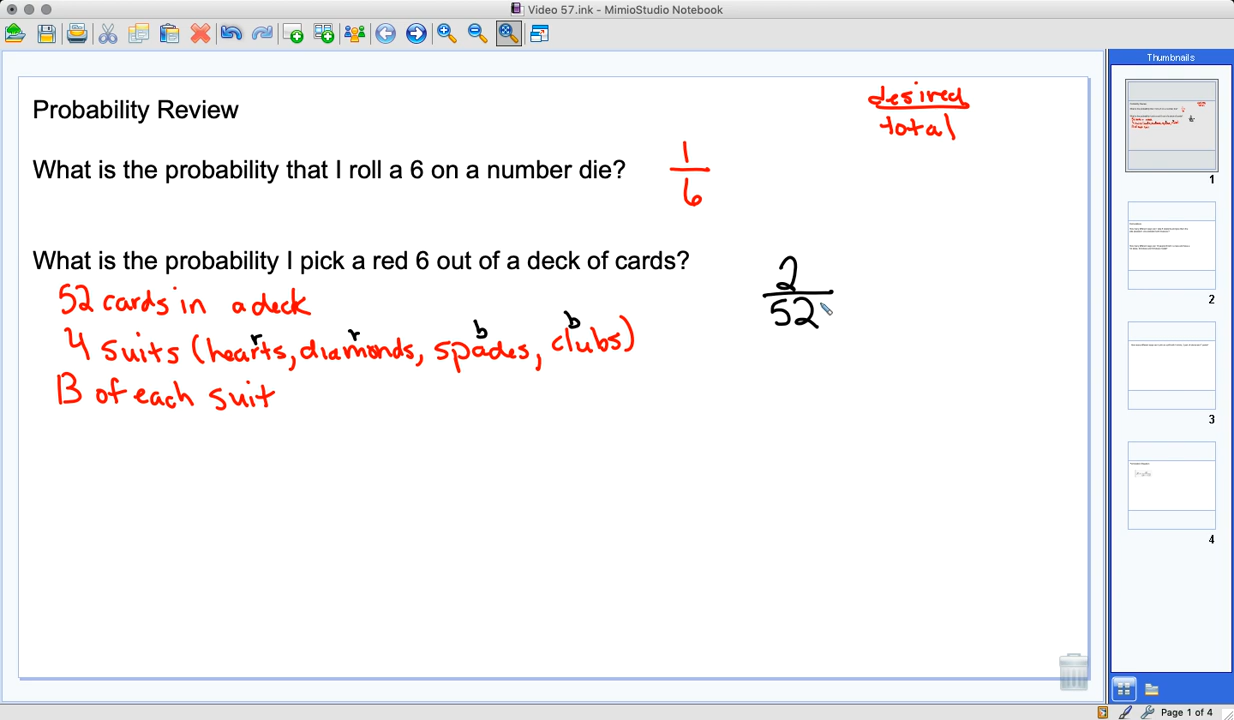 Video 57.ink - MimioStudio Notebook
Thumbnails
Probability Review
desired
total
What is the probability that I roll a 6 on a number die?
1
6
What is the probability I pick a red 6 out of a deck of cards?
2
52
52 cards in a deck
r r b b
4 suits (hearts, diamonds, spades, clubs)
13 of each suit
1
2
3
4
Page 1 of 4